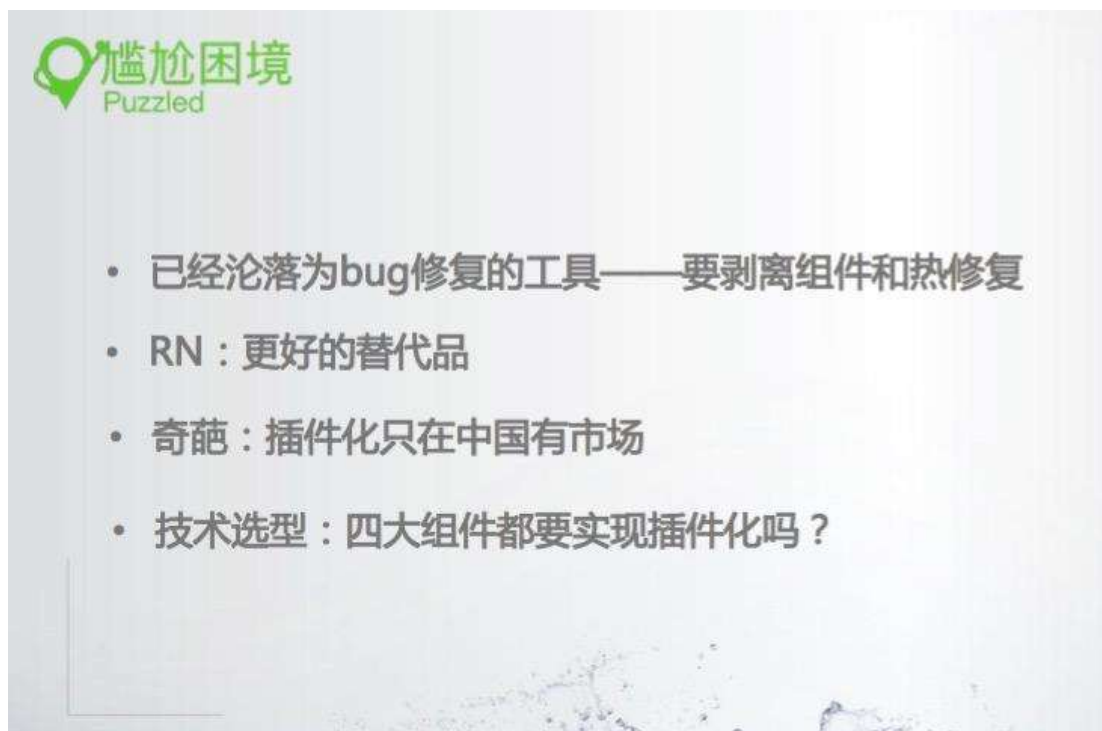 尴尬困境
Puzzled
• 已经沦落为bug修复的工具——要剥离组件和热修复
• RN：更好的替代品
• 奇葩：插件化只在中国有市场
• 技术选型：四大组件都要实现插件化吗？